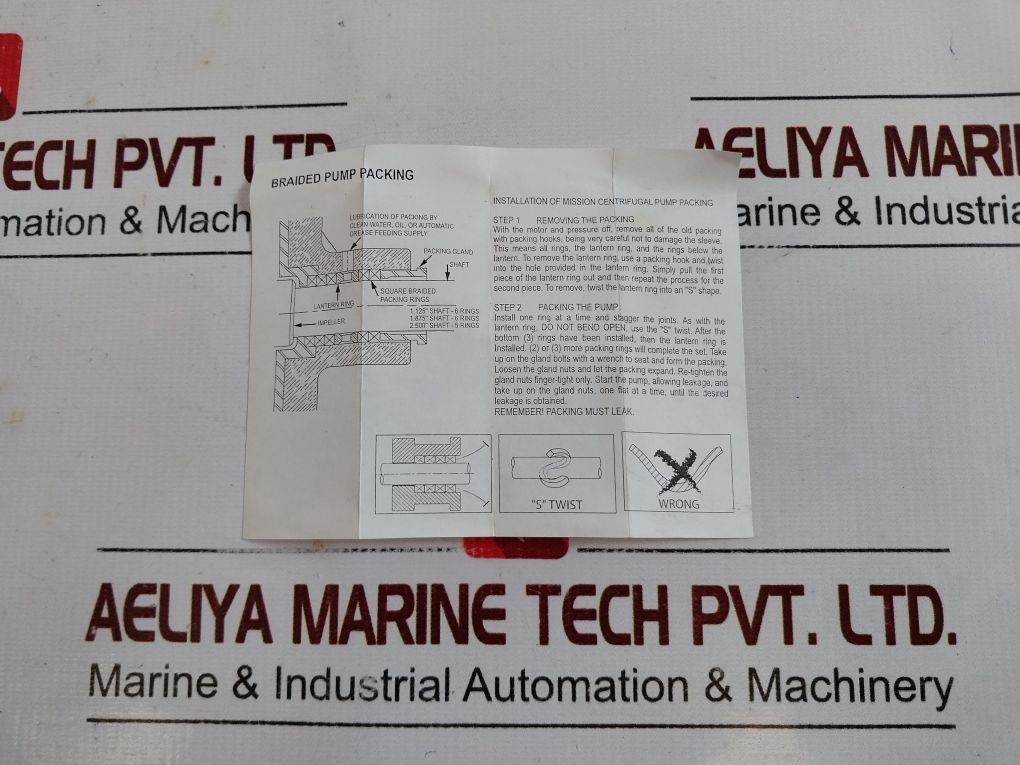 TECH PVT. LTD.
mation & Mach
AELIYA MARI
arine & Industria
BRAIDED PUMP PACKING
LUBRICATION OF PACKING BY
CLEAN WATER, OIL, OR AUTOMATIC
GREASE FEEDING SUPPLY
PACKING GLAND
SHAFT
SQUARE BRAIDED
PACKING RINGS
LANTERN RING
1.125" SHAFT - 6 RINGS
1.875" SHAFT - 6 RINGS
2.500" SHAFT - 5 RINGS
IMPELLER
INSTALLATION OF MISSION CENTRIFUGAL PUMP PACKING
STEP 1 REMOVING THE PACKING
With the motor and pressure off, remove all of the old packing
with packing hooks, being very careful not to damage the sleeve.
This means all rings, the lantern ring, and the rings below the
lantern. To remove the lantern ring, use a packing hook and twist
into the hole provided in the lantern ring. Simply pull the first
piece of the lantern ring out and then repeat the process for the
second piece. To remove, twist the lantern ring into an "S" shape.
STEP 2 PACKING THE PUMP:
Install one ring at a time and stagger the joints. As with the
lantern ring, DO NOT BEND OPEN, use the "S" twist. After the
bottom (3) rings have been installed, then the lantern ring is
Installed. (2) or (3) more packing rings will complete the set. Take
up on the gland bolts with a wrench to seat and form the packing.
Loosen the gland nuts and let the packing expand. Re-tighten the
gland nuts finger-tight only. Start the pump, allowing leakage, and
take up on the gland nuts, one flat at a time, until the desired
leakage is obtained.
REMEMBER! PACKING MUST LEAK.
"S" TWIST
WRONG
AELIYA MARINE TECH PVT. LTD.
Marine & Industrial Automation & Machinery